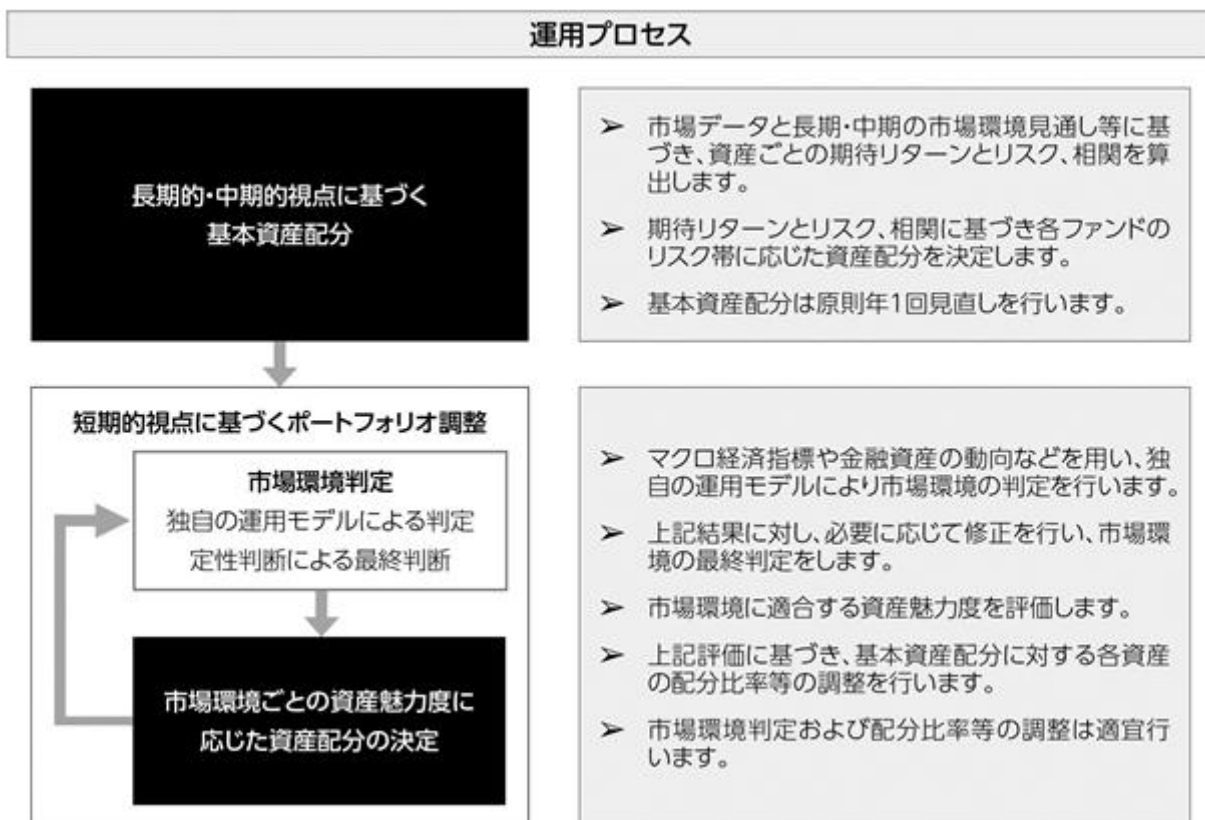 運用プロセス
長期的・中期的視点に基づく
基本資産配分
➢ 市場データと長期・中期の市場環境見通し等に基
づき、資産ごとの期待リターンとリスク、相関を算
出します。
➢ 期待リターンとリスク、相関に基づき各ファンドの
リスク帯に応じた資産配分を決定します。
➢ 基本資産配分は原則年1回見直しを行います。
短期的視点に基づくポートフォリオ調整
市場環境判定
独自の運用モデルによる判定
定性判断による最終判断
市場環境ごとの資産魅力度に
応じた資産配分の決定
➢ マクロ経済指標や金融資産の動向などを用い、独
自の運用モデルにより市場環境の判定を行います。
➢ 上記結果に対し、必要に応じて修正を行い、市場環
境の最終判定をします。
➢ 市場環境に適合する資産魅力度を評価します。
➢ 上記評価に基づき、基本資産配分に対する各資産
の配分比率等の調整を行います。
➢ 市場環境判定および配分比率等の調整は適宜行
います。